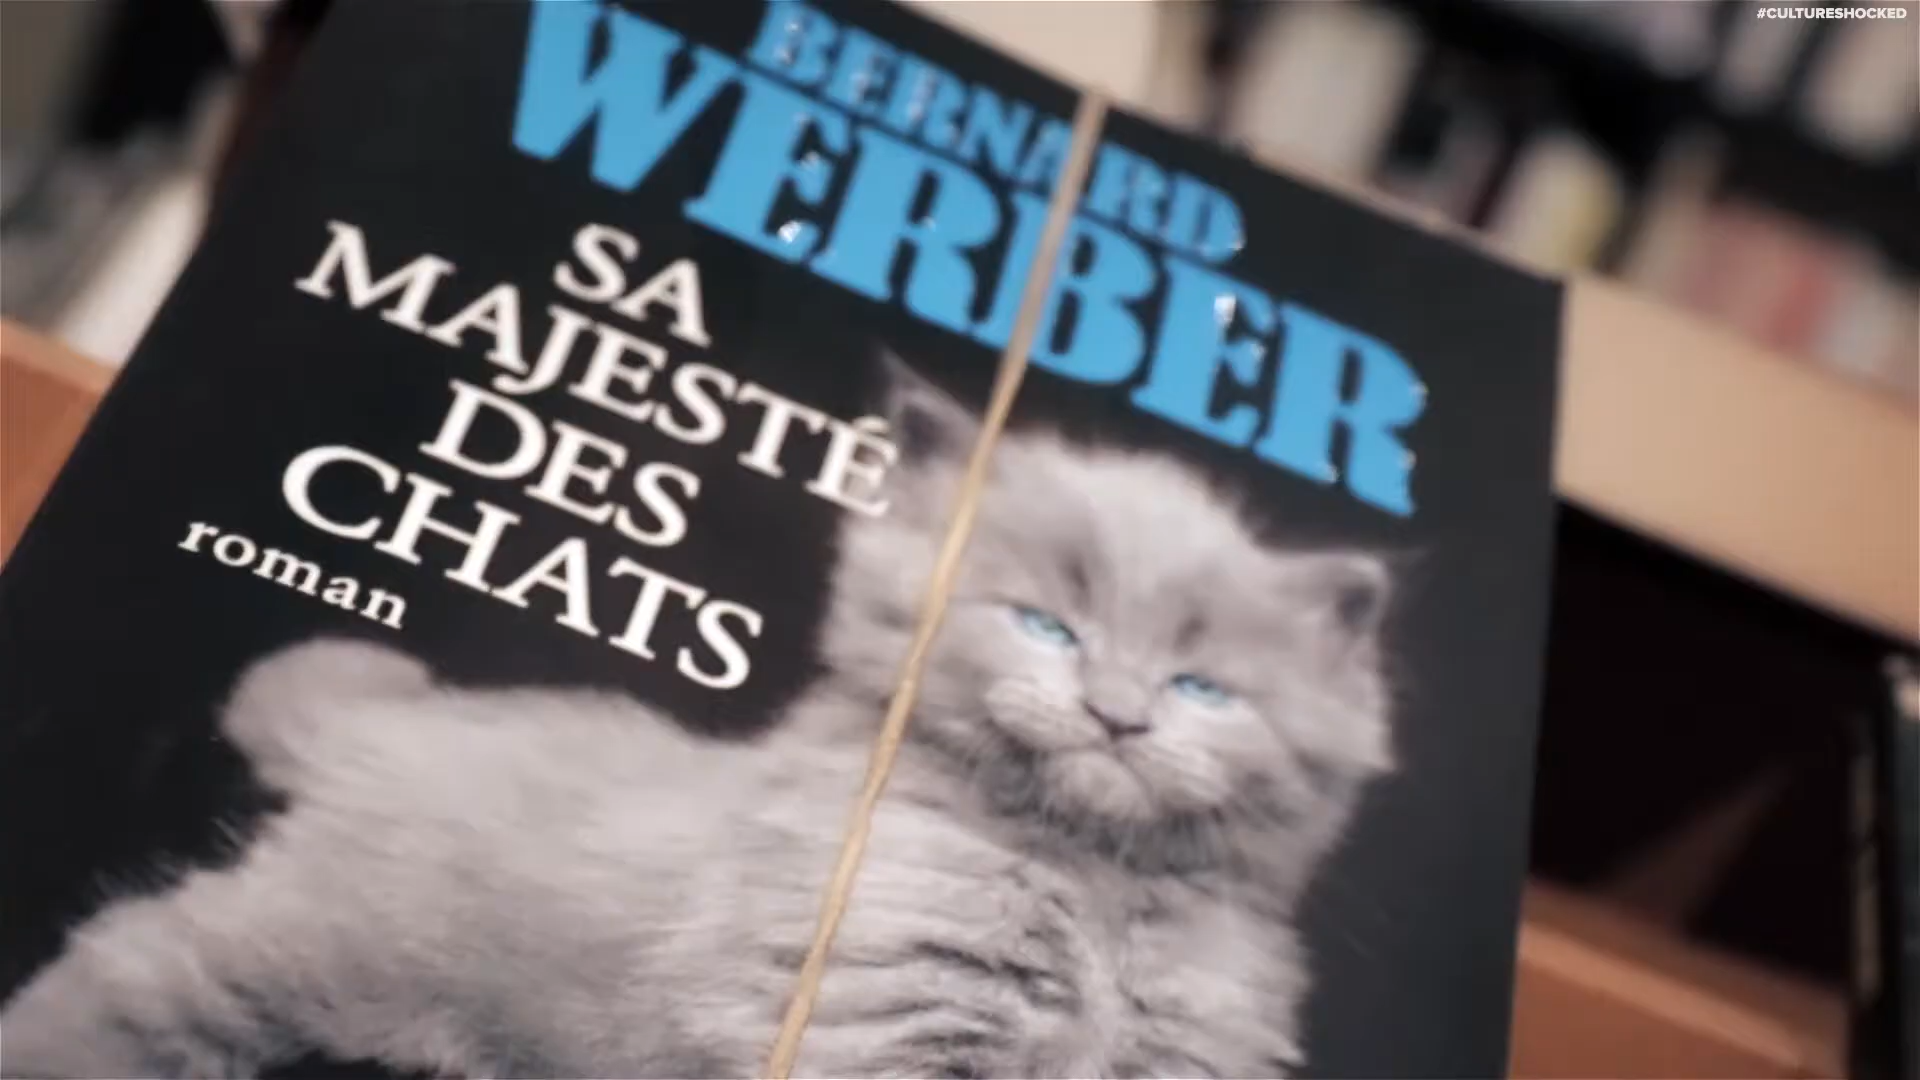 #CULTURESHOCKED
BERNARD
WERBER
SA
MAJESTÉ
DES
CHATS
roman